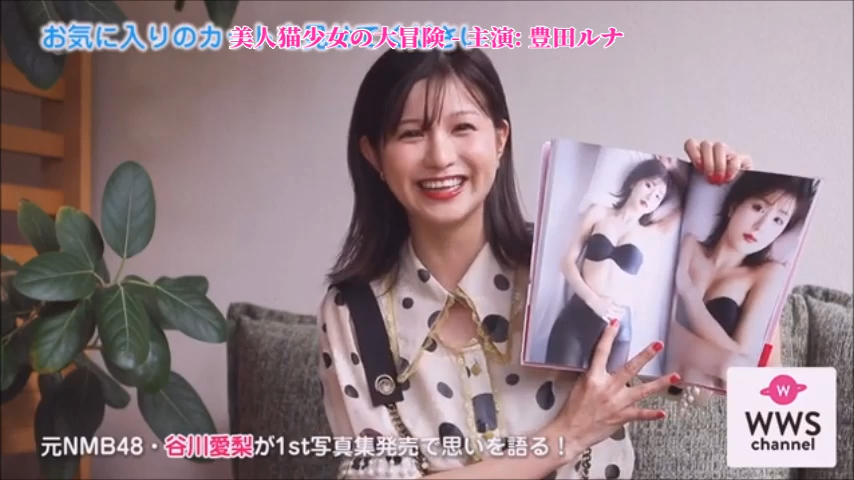 お気に入りのカ
美人猫少女の大冒険 - 主演: 豊田ルナ
元NMB48・谷川愛梨が1st写真集発売で思いを語る！
W
WWS
channel